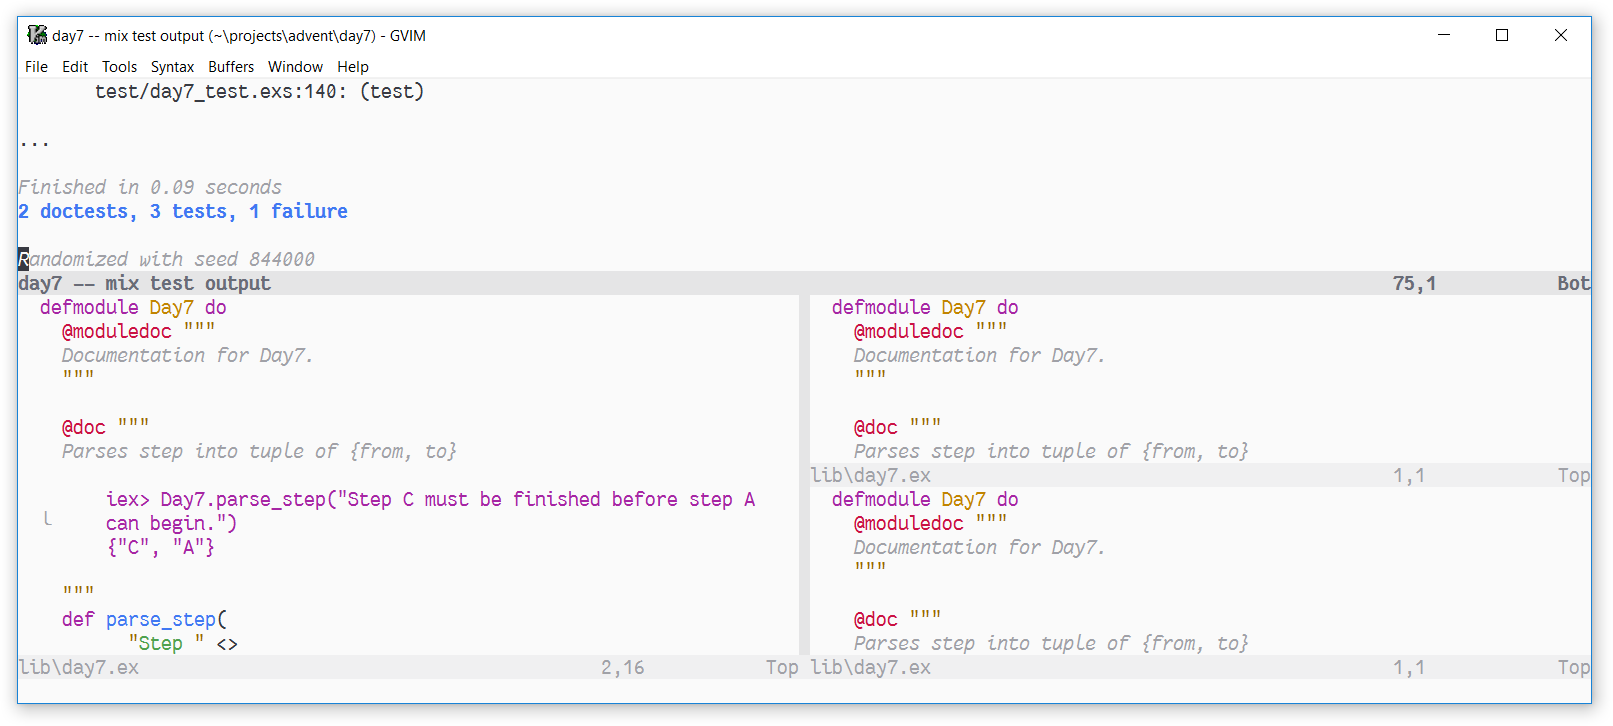 day7 -- mix test output (~\projects\advent\day7) - GVIM
File Edit Tools Syntax Buffers Window Help
test/day7_test.exs:140: (test)
...
Finished in 0.09 seconds
2 doctests, 3 tests, 1 failure
Randomized with seed 844000
day7 -- mix test output 75,1 Bot
defmodule Day7 do
@moduledoc """
Documentation for Day7.
"""
@doc """
Parses step into tuple of {from, to}
iex> Day7.parse_step("Step C must be finished before step A
can begin.")
{"C", "A"}
"""
def parse_step(
"Step " <>
lib\day7.ex 2,16 Top
defmodule Day7 do
@moduledoc """
Documentation for Day7.
"""
@doc """
Parses step into tuple of {from, to}
lib\day7.ex 1,1 Top
defmodule Day7 do
@moduledoc """
Documentation for Day7.
"""
@doc """
Parses step into tuple of {from, to}
lib\day7.ex 1,1 Top